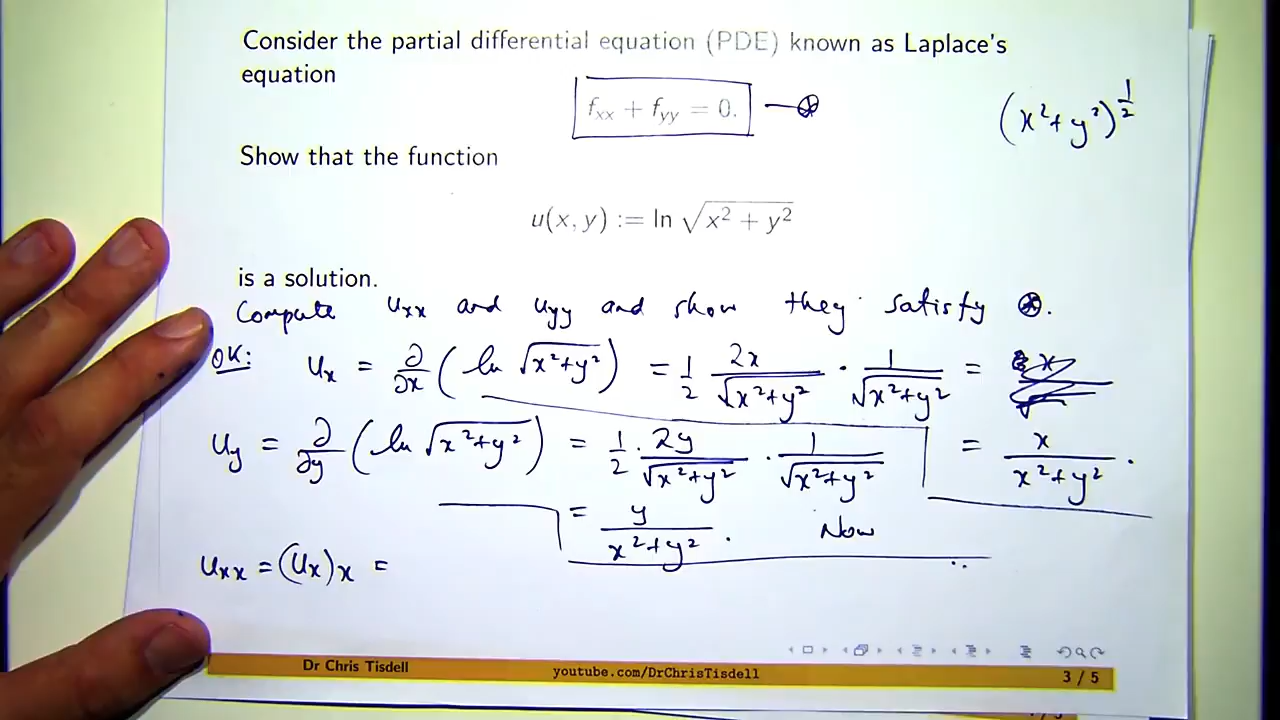 Consider the partial differential equation (PDE) known as Laplace's
equation
f_xx + f_yy = 0. — ⊛
(x² + y²)^(1/2)
Show that the function
u(x, y) := ln √(x² + y²)
is a solution.
Compute u_xx and u_yy and show they satisfy ⊛.
OK: u_x = ∂/∂x (ln √(x²+y²)) = 1/2 2x/√(x²+y²) · 1/√(x²+y²) =
= x/(x²+y²).
u_y = ∂/∂y (ln √(x²+y²)) = 1/2 · 2y/√(x²+y²) · 1/√(x²+y²)
= y/(x²+y²). Now
u_xx = (u_x)_x =
Dr Chris Tisdell
youtube.com/DrChrisTisdell
3 / 5